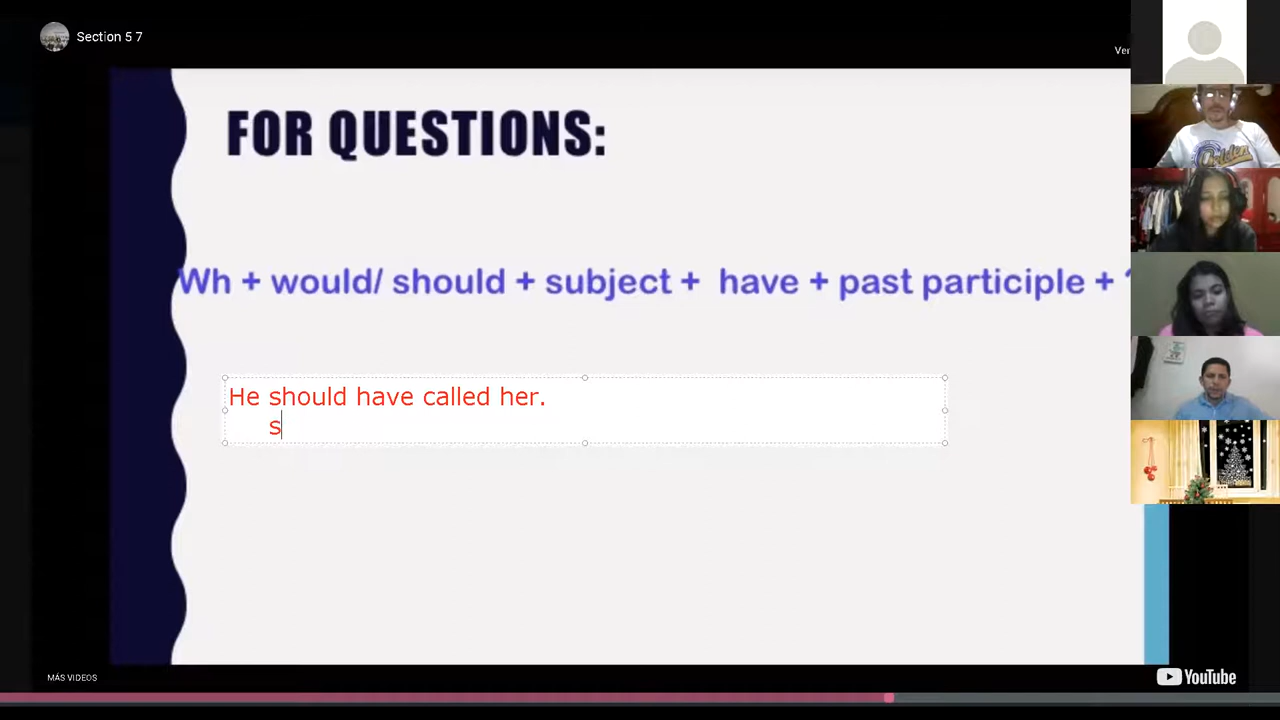 Section 5 7
Ver
FOR QUESTIONS:
Wh + would/ should + subject + have + past participle +
He should have called her.
s
MÁS VIDEOS
YouTube